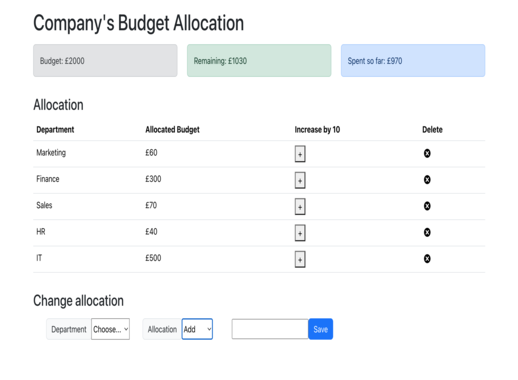 Company's Budget Allocation
Budget: £2000 Remaining: £1030 Spent so far: £970
Allocation
Department Allocated Budget Increase by 10 Delete
Marketing £60 +
Finance £300 +
Sales £70 +
HR £40 +
IT £500 +
Change allocation
Department Choose... Allocation Add Save